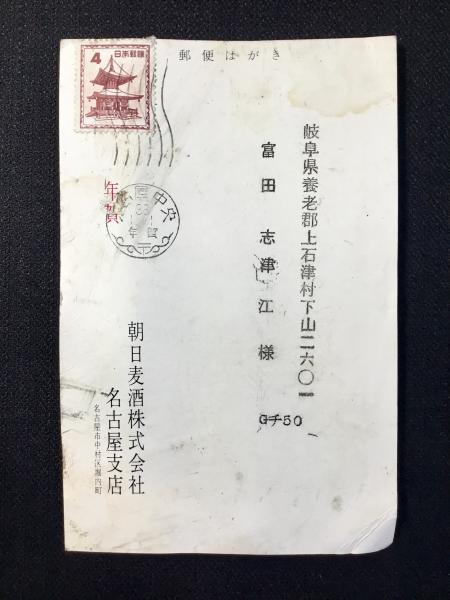 郵便はがき
4 日本郵便
岐阜県養老郡上石津村下山二六〇一
富田志津江様
Gチ50
年賀
中央
年賀
朝日麦酒株式会社
名古屋支店
名古屋市中村区堀内町